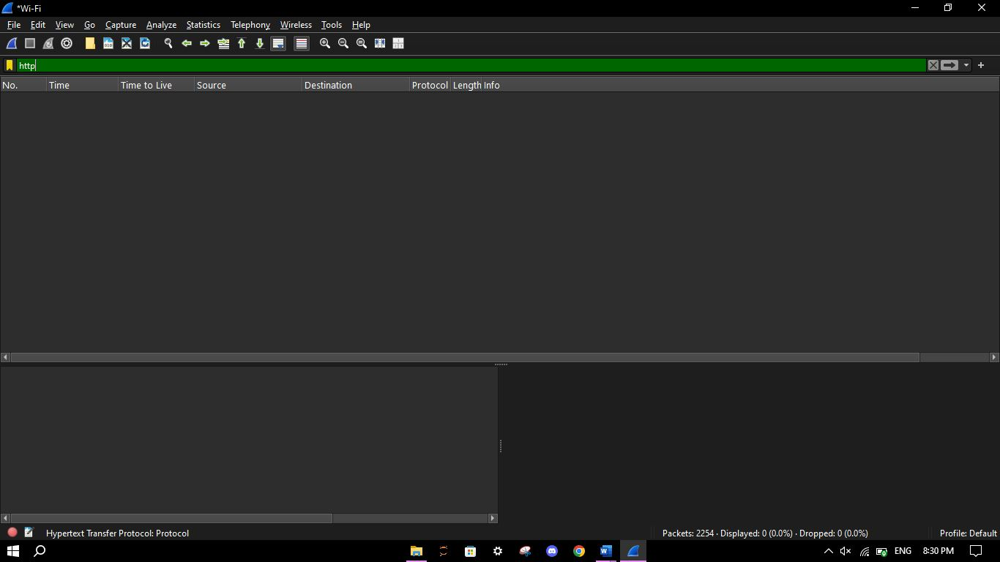 *Wi-Fi
File Edit View Go Capture Analyze Statistics Telephony Wireless Tools Help
http
No. Time Time to Live Source Destination Protocol Length Info
Hypertext Transfer Protocol: Protocol Packets: 2254 · Displayed: 0 (0.0%) · Dropped: 0 (0.0%) Profile: Default
ENG 8:30 PM